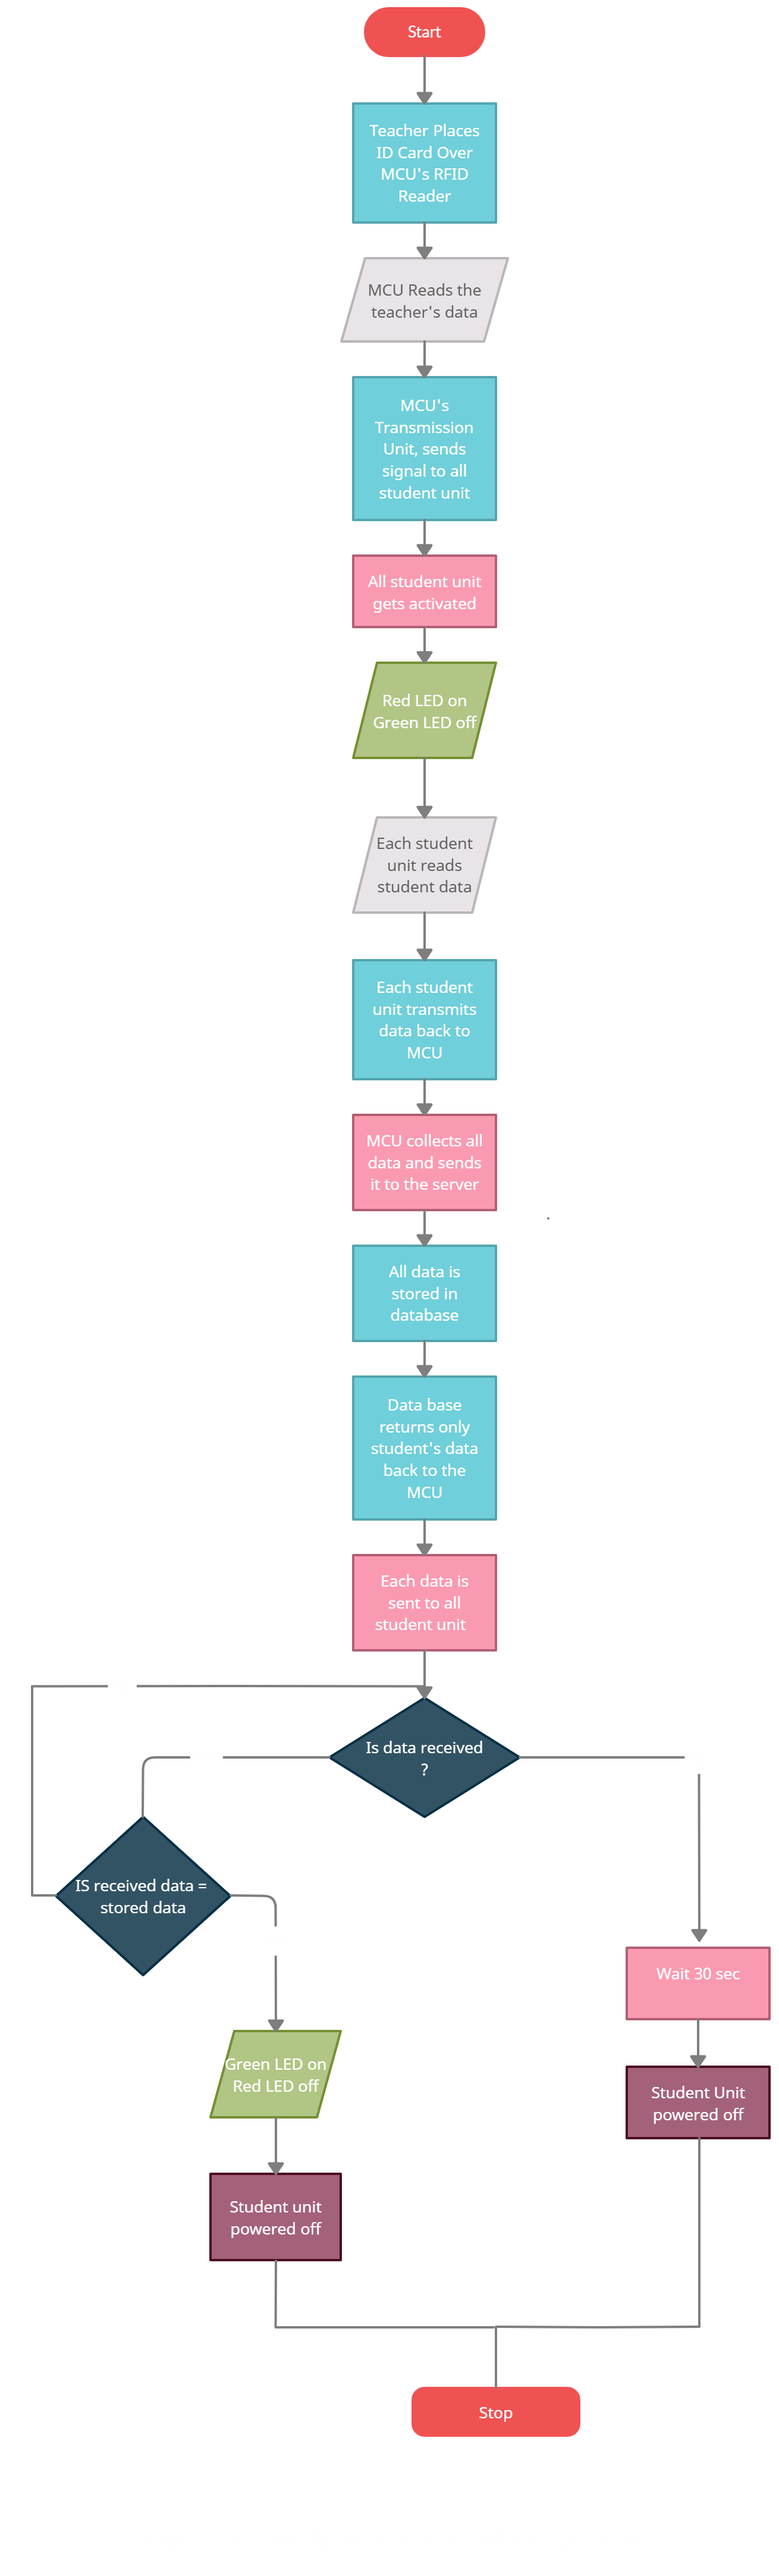 Start
Teacher Places
ID Card Over
MCU's RFID
Reader
MCU Reads the
teacher's data
MCU's
Transmission
Unit, sends
signal to all
student unit
All student unit
gets activated
Red LED on
Green LED off
Each student
unit reads
student data
Each student
unit transmits
data back to
MCU
MCU collects all
data and sends
it to the server
All data is
stored in
database
Data base
returns only
student's data
back to the
MCU
Each data is
sent to all
student unit
Is data received
?
IS received data =
stored data
Wait 30 sec
Green LED on
Red LED off
Student Unit
powered off
Student unit
powered off
Stop